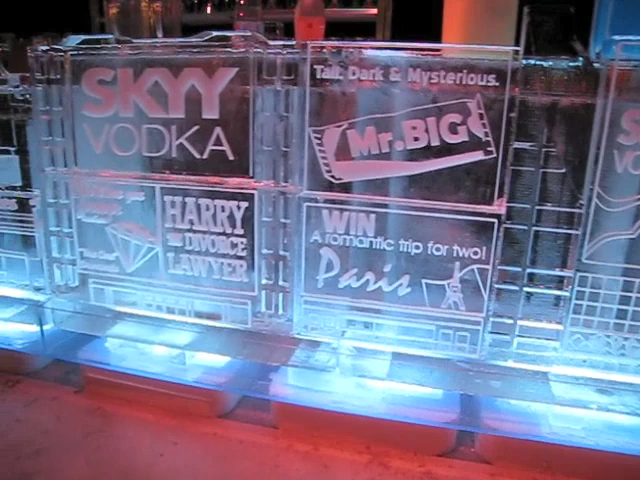 SKYY
VODKA
HARRY
THE DIVORCE
LAWYER
Tall, Dark & Mysterious.
Mr.BIG
WIN
A romantic trip for two!
Paris